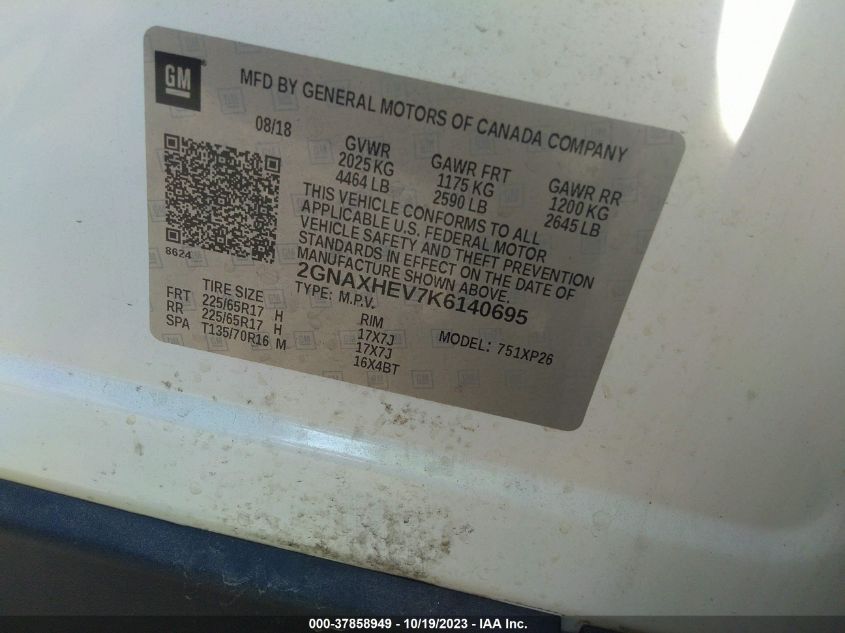 GM
MFD BY GENERAL MOTORS OF CANADA COMPANY
08/18
GVWR GAWR FRT GAWR RR
2025 KG 1175 KG 1200 KG
4464 LB 2590 LB 2645 LB
THIS VEHICLE CONFORMS TO ALL
APPLICABLE U.S. FEDERAL MOTOR
VEHICLE SAFETY AND THEFT PREVENTION
STANDARDS IN EFFECT ON THE DATE OF
MANUFACTURE SHOWN ABOVE.
8624
2GNAXHEV7K6140695
TYPE: M.P.V. MODEL: 751XP26
TIRE SIZE RIM
FRT 225/65R17 H 17X7J
RR 225/65R17 H 17X7J
SPA T135/70R16 M 16X4BT
000-37858949 - 10/19/2023 - IAA Inc.